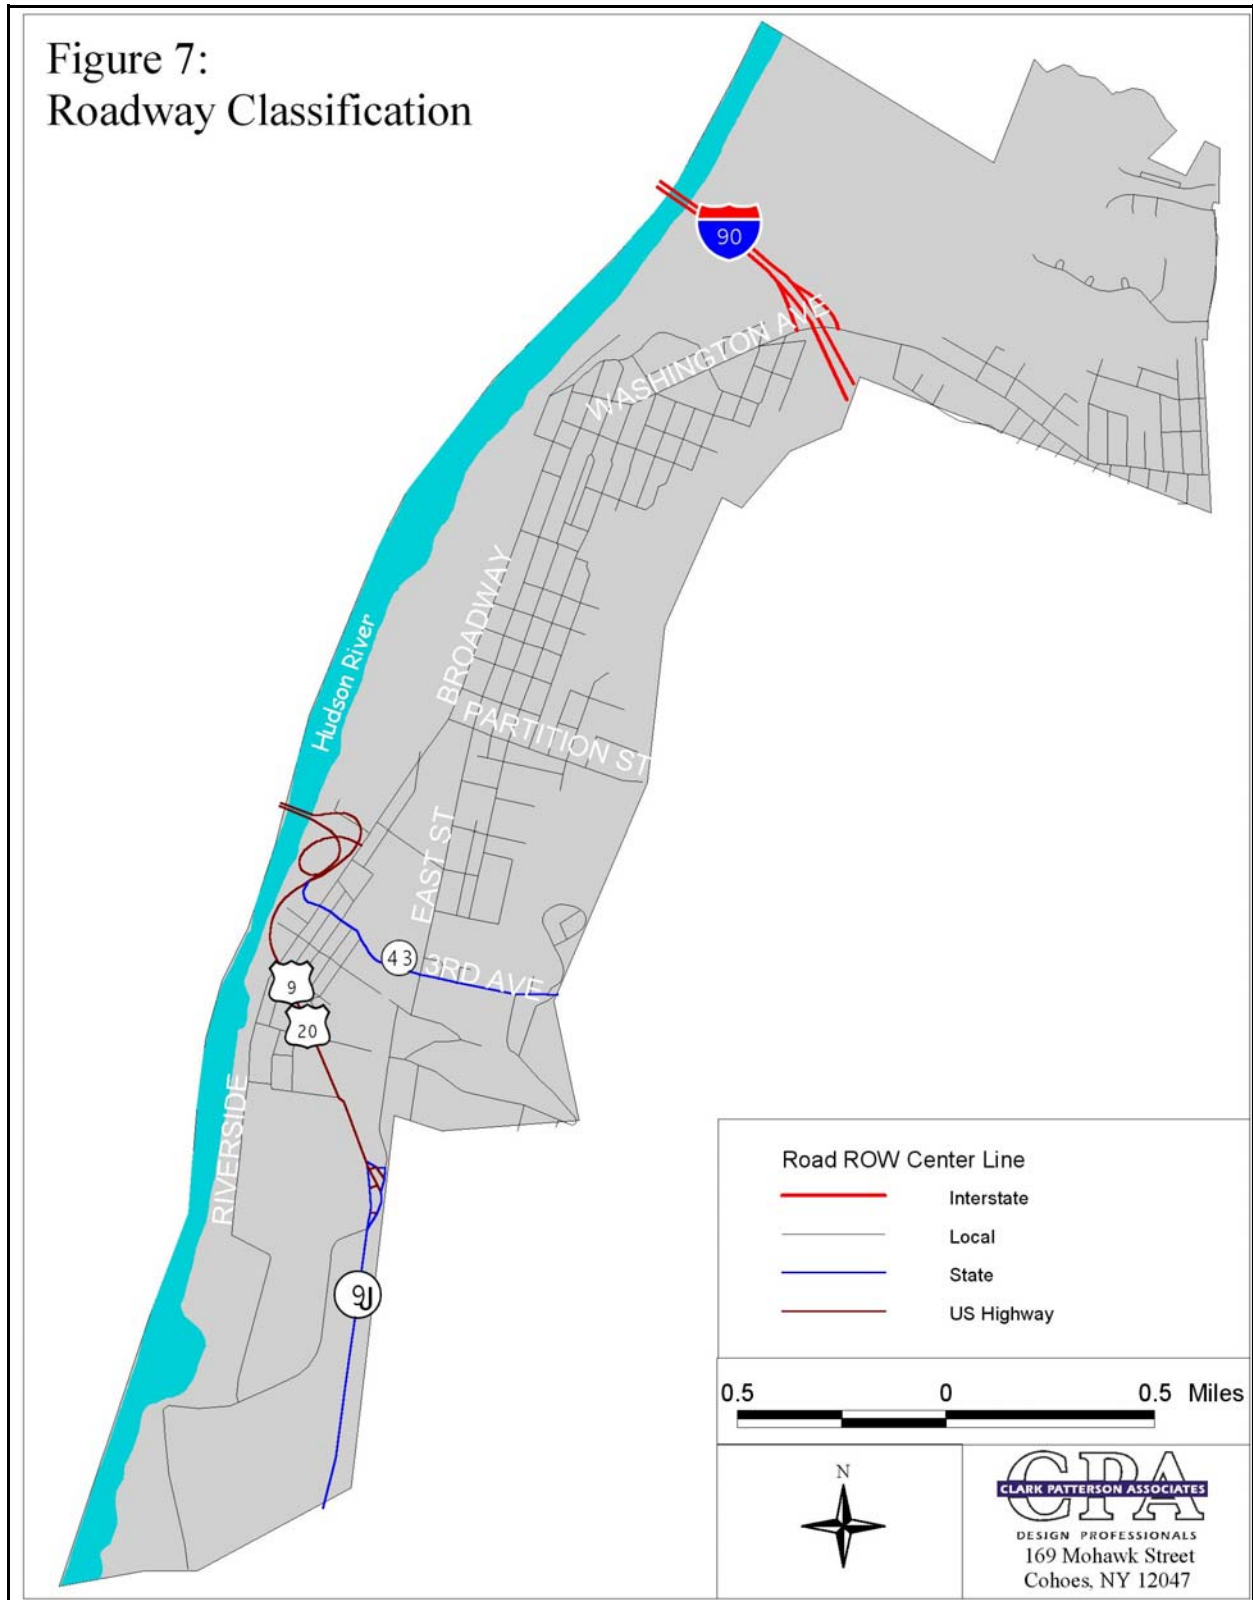 Figure 7:
Roadway Classification
90
WASHINGTON AVE
BROADWAY
Hudson River
PARTITION ST
EAST ST
43
3RD AVE
9
20
RIVERSIDE
9J
Road ROW Center Line
Interstate
Local
State
US Highway
0.5 0 0.5 Miles
N
CPA
CLARK PATTERSON ASSOCIATES
DESIGN PROFESSIONALS
169 Mohawk Street
Cohoes, NY 12047